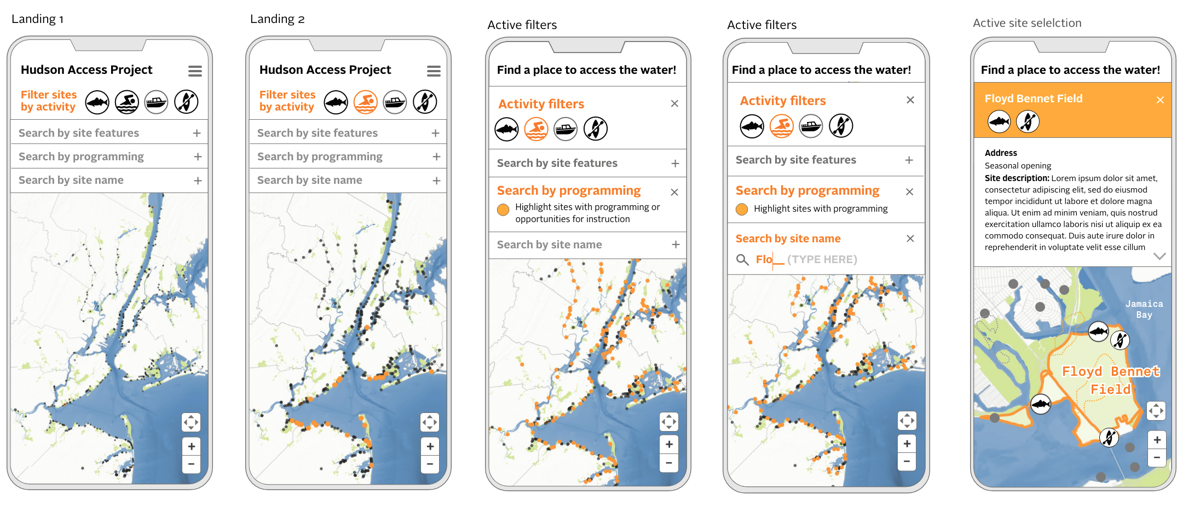 Landing 1
Hudson Access Project
Filter sites
by activity
Search by site features +
Search by programming +
Search by site name +
+
−
Landing 2
Hudson Access Project
Filter sites
by activity
Search by site features +
Search by programming +
Search by site name +
+
−
Active filters
Find a place to access the water!
Activity filters ×
Search by site features +
Search by programming ×
Highlight sites with programming or
opportunities for instruction
Search by site name +
+
−
Active filters
Find a place to access the water!
Activity filters ×
Search by site features +
Search by programming ×
Highlight sites with programming
Search by site name ×
Flo__ (TYPE HERE)
+
−
Active site selelction
Find a place to access the water!
Floyd Bennet Field ×
Address
Seasonal opening
Site description: Lorem ipsum dolor sit amet,
consectetur adipiscing elit, sed do eiusmod
tempor incididunt ut labore et dolore magna
aliqua. Ut enim ad minim veniam, quis nostrud
exercitation ullamco laboris nisi ut aliquip ex ea
commodo consequat. Duis aute irure dolor in
reprehenderit in voluptate velit esse cillum
Jamaica
Bay
Floyd Bennet
Field
+
−